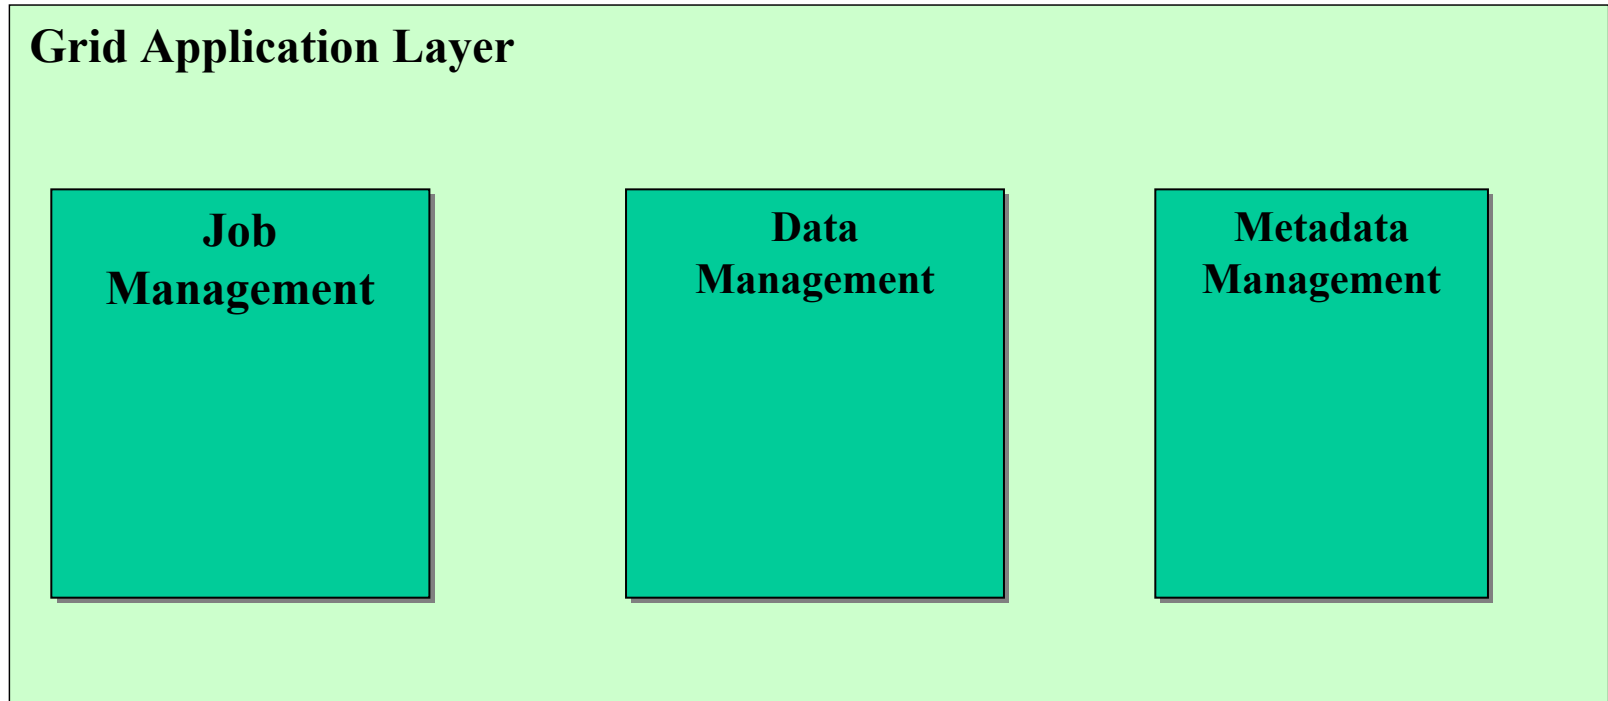 Grid Application Layer
Job
Management
Data
Management
Metadata
Management